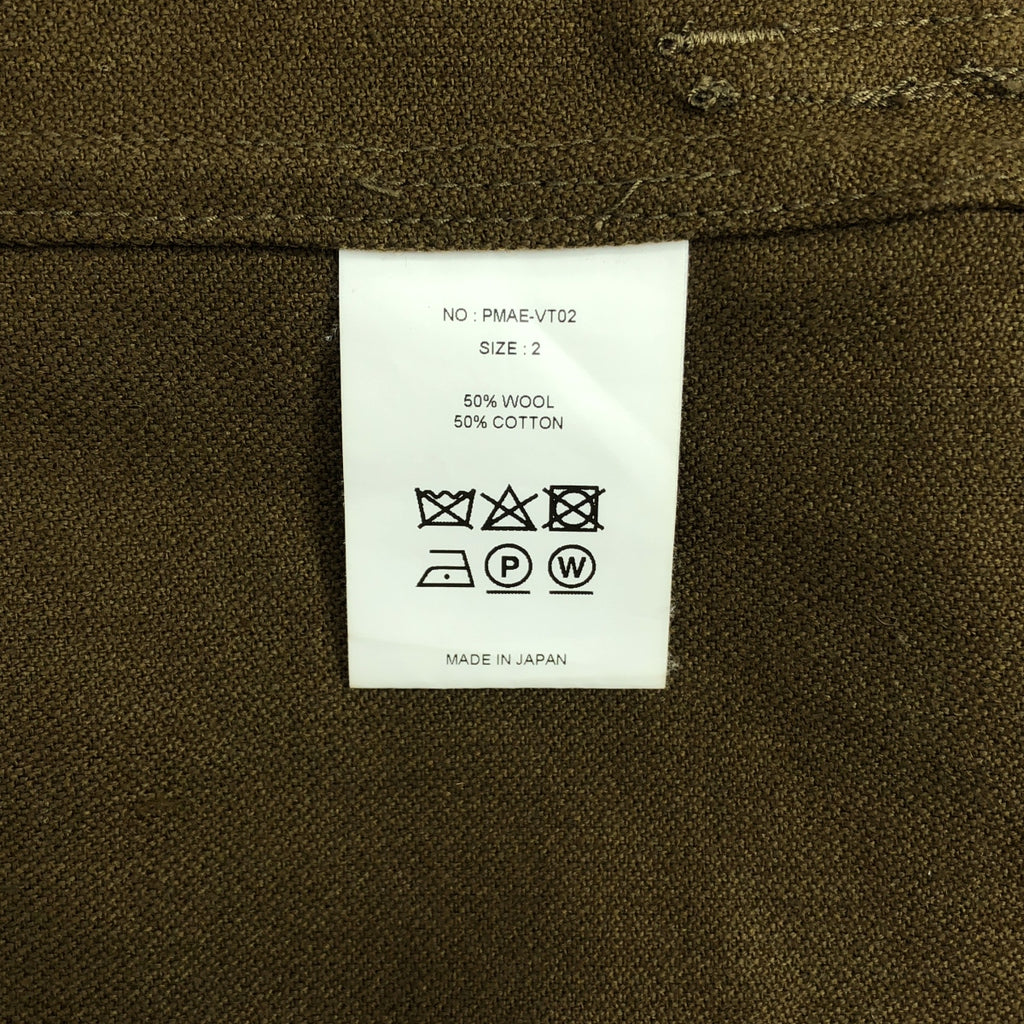 NO : PMAE-VT02
SIZE : 2
50% WOOL
50% COTTON
P W
MADE IN JAPAN